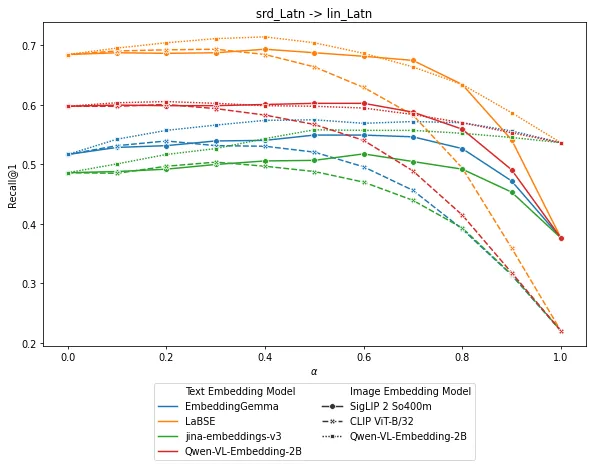 srd_Latn -> lin_Latn
Recall@1
0.7
0.6
0.5
0.4
0.3
0.2
0.0 0.2 0.4 0.6 0.8 1.0
α
Text Embedding Model
EmbeddingGemma
LaBSE
jina-embeddings-v3
Qwen-VL-Embedding-2B
Image Embedding Model
SigLIP 2 So400m
CLIP ViT-B/32
Qwen-VL-Embedding-2B